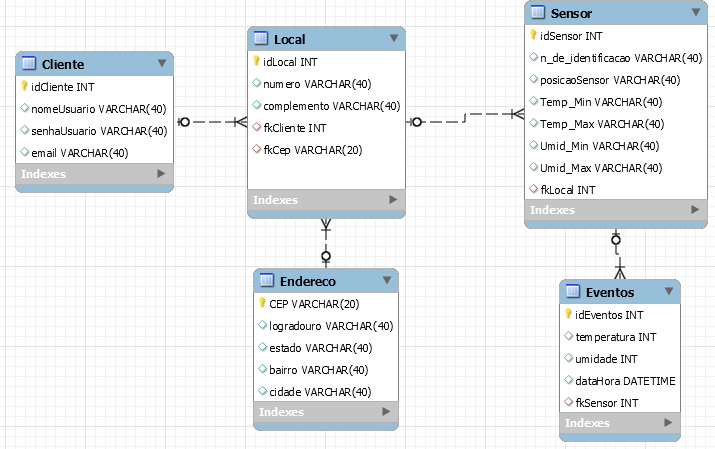 Cliente
idCliente INT
nomeUsuario VARCHAR(40)
senhaUsuario VARCHAR(40)
email VARCHAR(40)
Indexes
Local
idLocal INT
numero VARCHAR(40)
complemento VARCHAR(40)
fkCliente INT
fkCep VARCHAR(20)
Indexes
Sensor
idSensor INT
n_de_identificacao VARCHAR(40)
posicaoSensor VARCHAR(40)
Temp_Min VARCHAR(40)
Temp_Max VARCHAR(40)
Umid_Min VARCHAR(40)
Umid_Max VARCHAR(40)
fkLocal INT
Indexes
Endereco
CEP VARCHAR(20)
logradouro VARCHAR(40)
estado VARCHAR(40)
bairro VARCHAR(40)
cidade VARCHAR(40)
Indexes
Eventos
idEventos INT
temperatura INT
umidade INT
dataHora DATETIME
fkSensor INT
Indexes